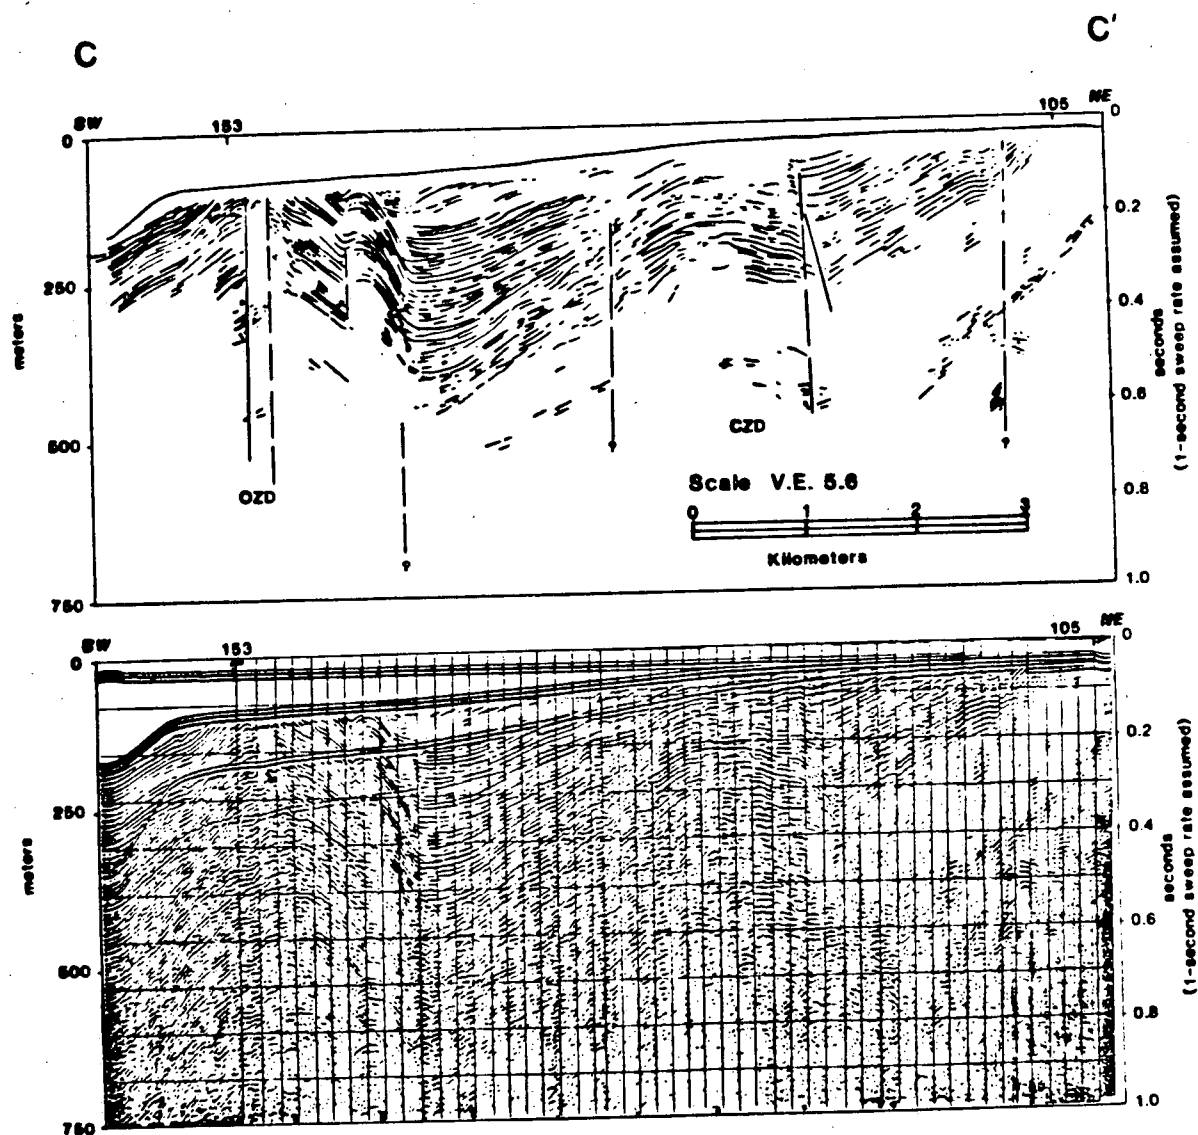 C C'
SW 153 105 NE
0 0
0.2
250
0.4
meters
seconds
(1-second sweep rate assumed)
0.6
CZD
500
OZD
Scale V.E. 5.6
0.8
0 1 2 3
Kilometers
?
?
?
1.0
750
SW 153 105 NE
0 0
0.2
250
0.4
meters
seconds
(1-second sweep rate assumed)
0.6
500
0.8
1.0
750